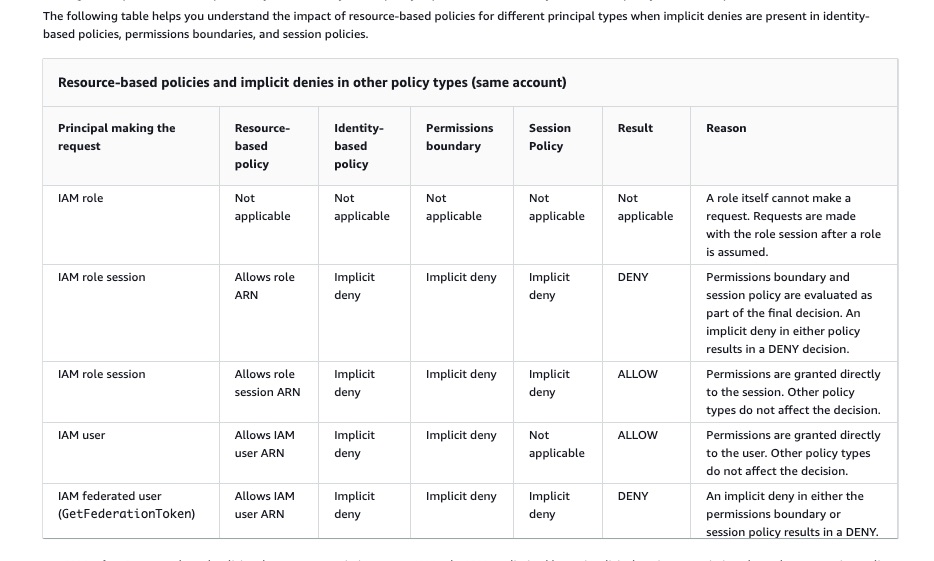 The following table helps you understand the impact of resource-based policies for different principal types when implicit denies are present in identity-
based policies, permissions boundaries, and session policies.
Resource-based policies and implicit denies in other policy types (same account)
Principal making the
request
Resource-
based
policy
Identity-
based
policy
Permissions
boundary
Session
Policy
Result
Reason
IAM role
Not
applicable
Not
applicable
Not
applicable
Not
applicable
Not
applicable
A role itself cannot make a
request. Requests are made
with the role session after a role
is assumed.
IAM role session
Allows role
ARN
Implicit
deny
Implicit deny
Implicit
deny
DENY
Permissions boundary and
session policy are evaluated as
part of the final decision. An
implicit deny in either policy
results in a DENY decision.
IAM role session
Allows role
session ARN
Implicit
deny
Implicit deny
Implicit
deny
ALLOW
Permissions are granted directly
to the session. Other policy
types do not affect the decision.
IAM user
Allows IAM
user ARN
Implicit
deny
Implicit deny
Not
applicable
ALLOW
Permissions are granted directly
to the user. Other policy types
do not affect the decision.
IAM federated user
(GetFederationToken)
Allows IAM
user ARN
Implicit
deny
Implicit deny
Implicit
deny
DENY
An implicit deny in either the
permissions boundary or
session policy results in a DENY.